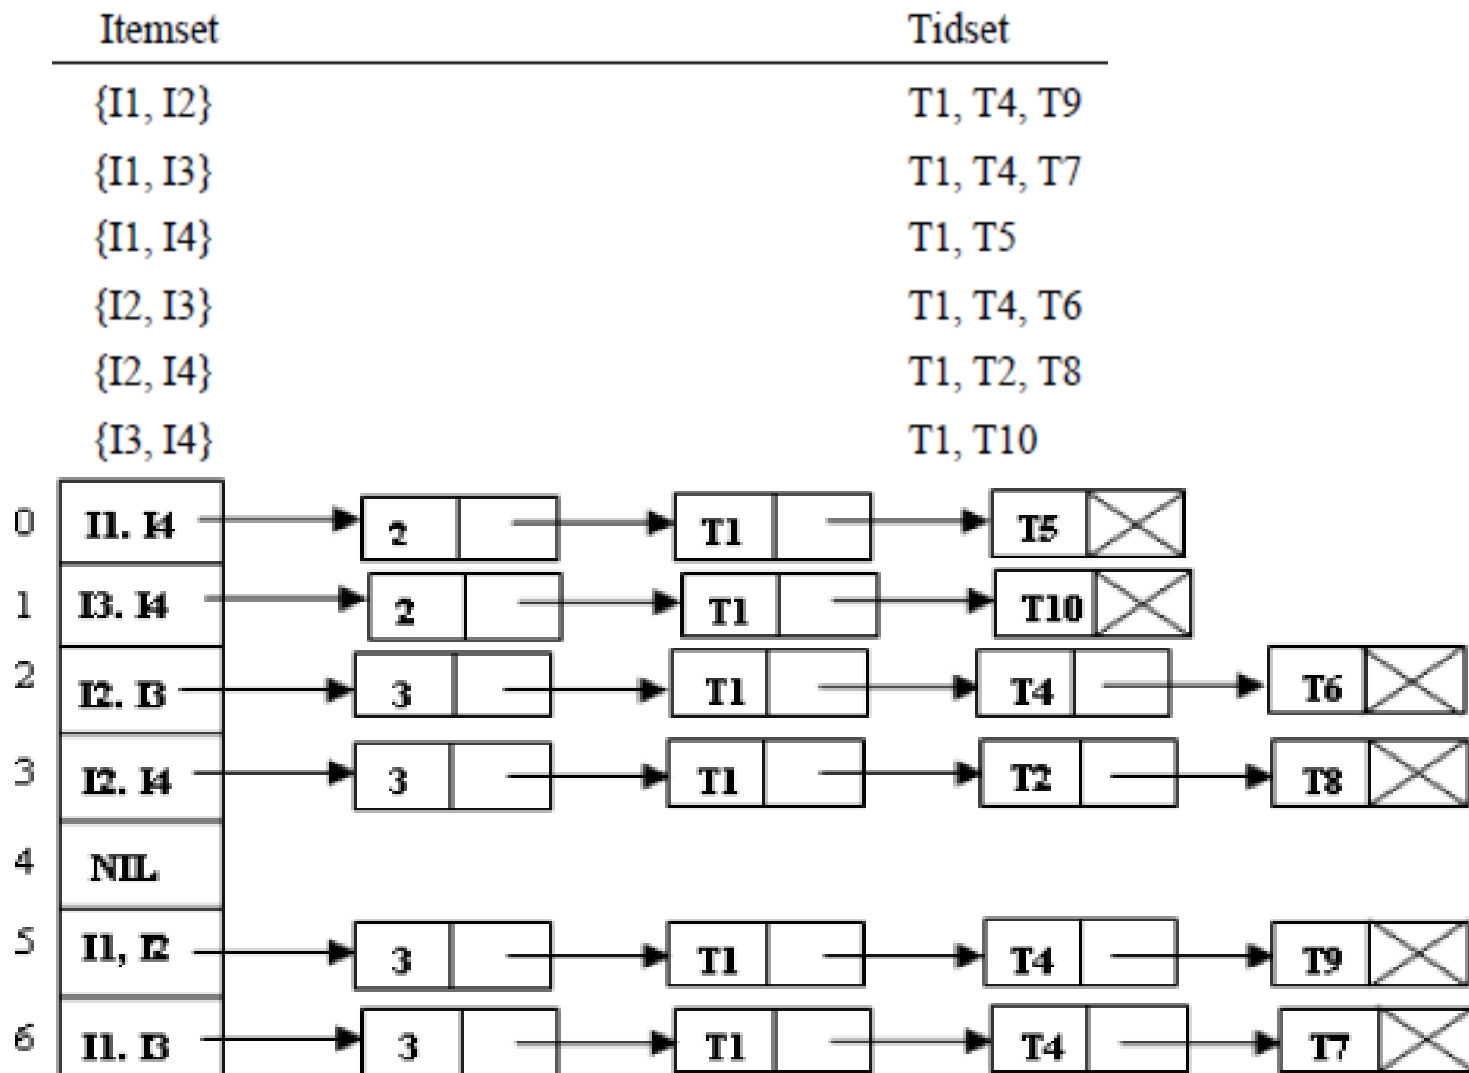 Itemset Tidset
{I1, I2} T1, T4, T9
{I1, I3} T1, T4, T7
{I1, I4} T1, T5
{I2, I3} T1, T4, T6
{I2, I4} T1, T2, T8
{I3, I4} T1, T10
0 I1. I4 2 T1 T5
1 I3. I4 2 T1 T10
2 I2. I3 3 T1 T4 T6
3 I2. I4 3 T1 T2 T8
4 NIL
5 I1, I2 3 T1 T4 T9
6 I1. I3 3 T1 T4 T7